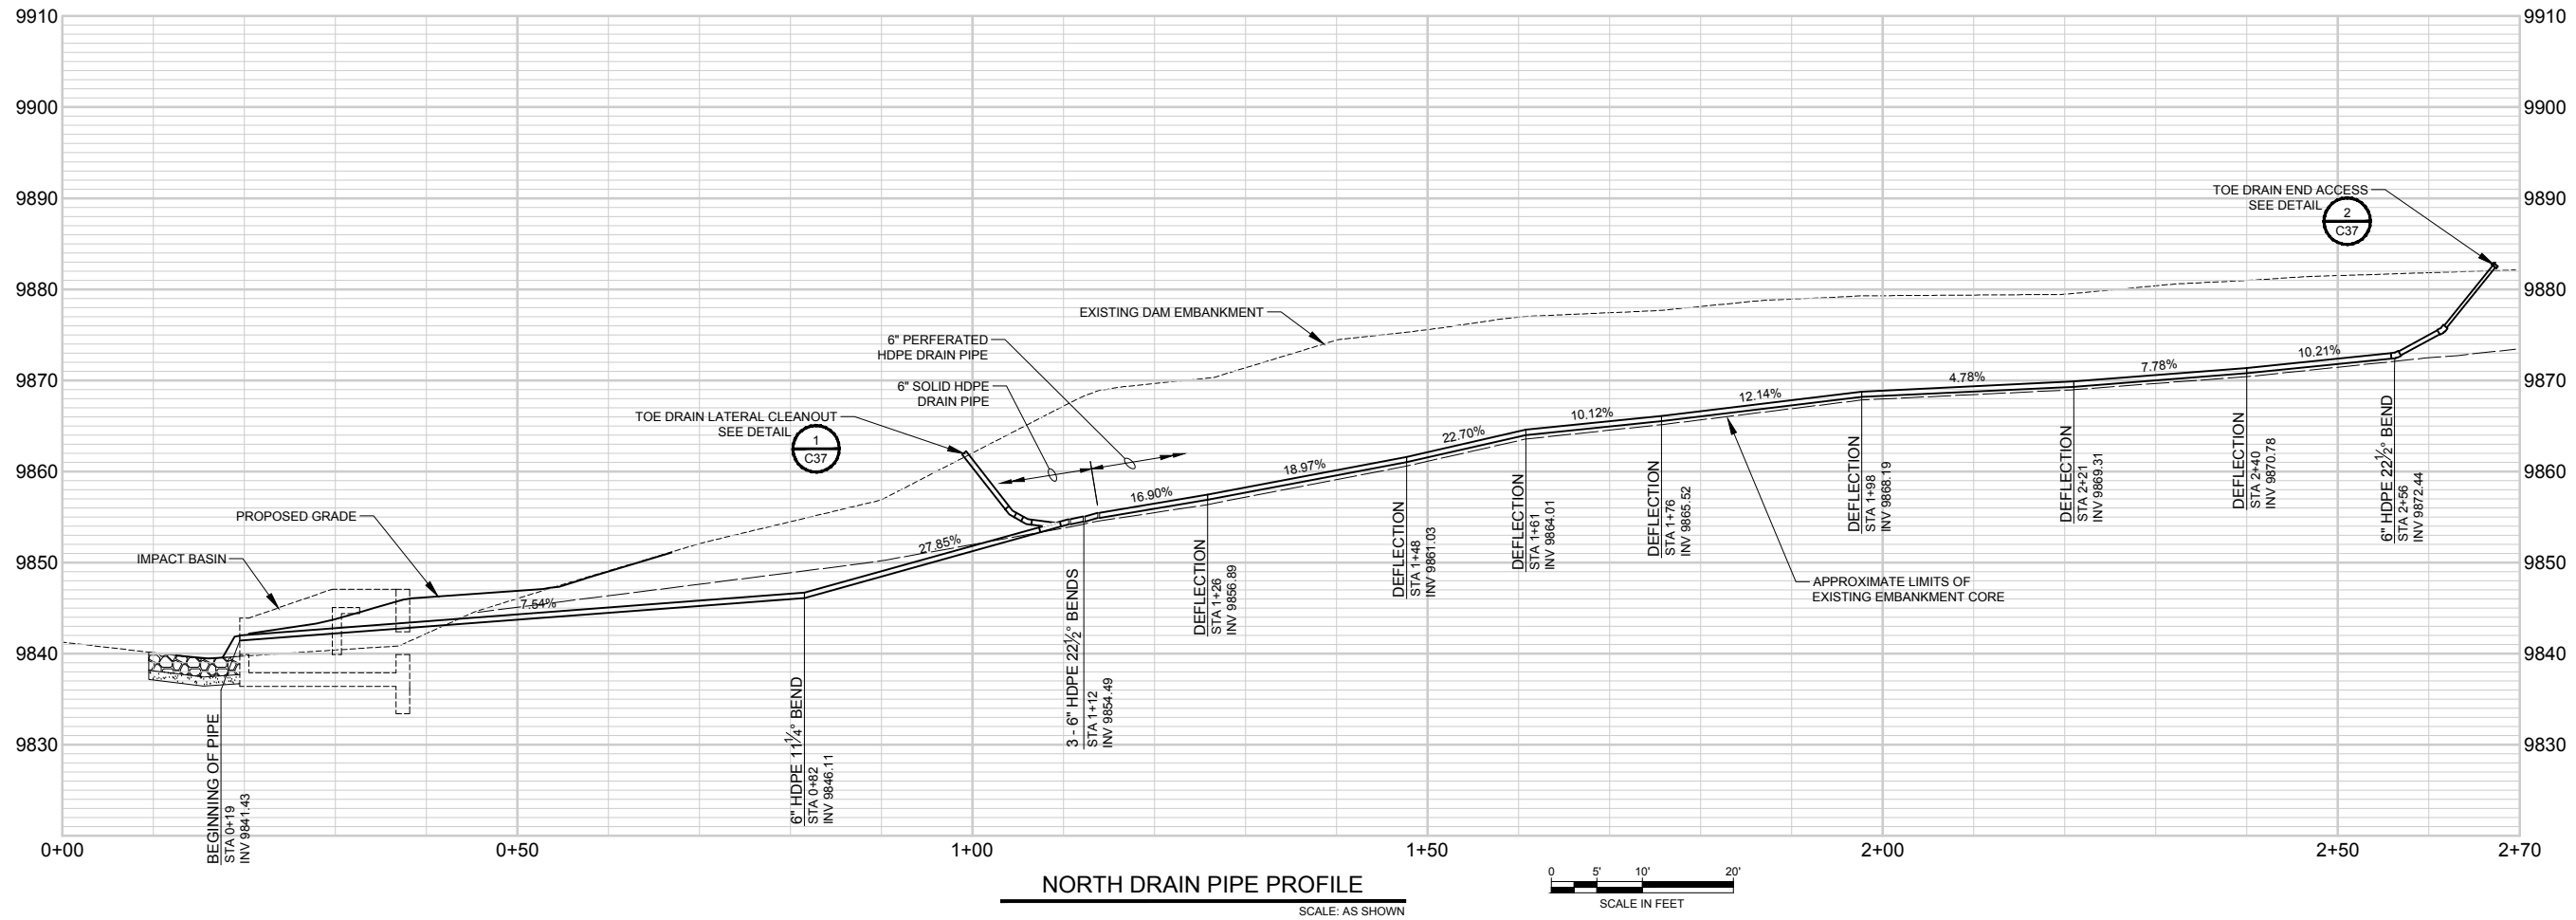 9910
9900
9890
9880
9870
9860
9850
9840
9830
9910
9900
9890
9880
9870
9860
9850
9840
9830
IMPACT BASIN
PROPOSED GRADE
TOE DRAIN LATERAL CLEANOUT
SEE DETAIL
1
C37
6" SOLID HDPE
DRAIN PIPE
6" PERFERATED
HDPE DRAIN PIPE
EXISTING DAM EMBANKMENT
TOE DRAIN END ACCESS
SEE DETAIL
2
C37
APPROXIMATE LIMITS OF
EXISTING EMBANKMENT CORE
7.54%
27.85%
16.90%
18.97%
22.70%
10.12%
12.14%
4.78%
7.78%
10.21%
BEGINNING OF PIPE
STA 0+19
INV 9841.43
6" HDPE 11 1/4° BEND
STA 0+82
INV 9846.11
3 - 6" HDPE 22 1/2° BENDS
STA 1+12
INV 9854.49
DEFLECTION
STA 1+26
INV 9856.89
DEFLECTION
STA 1+48
INV 9861.03
DEFLECTION
STA 1+61
INV 9864.01
DEFLECTION
STA 1+76
INV 9865.52
DEFLECTION
STA 1+98
INV 9868.19
DEFLECTION
STA 2+21
INV 9869.31
DEFLECTION
STA 2+40
INV 9870.78
6" HDPE 22 1/2° BEND
STA 2+56
INV 9872.44
0+00
0+50
1+00
1+50
2+00
2+50
2+70
NORTH DRAIN PIPE PROFILE
SCALE: AS SHOWN
0
5'
10'
20'
SCALE IN FEET